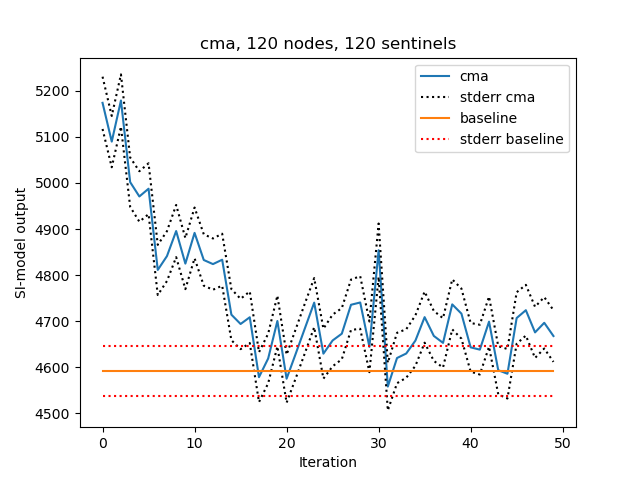 cma, 120 nodes, 120 sentinels
cma
stderr cma
baseline
stderr baseline
SI-model output
5200
5100
5000
4900
4800
4700
4600
4500
0 10 20 30 40 50
Iteration